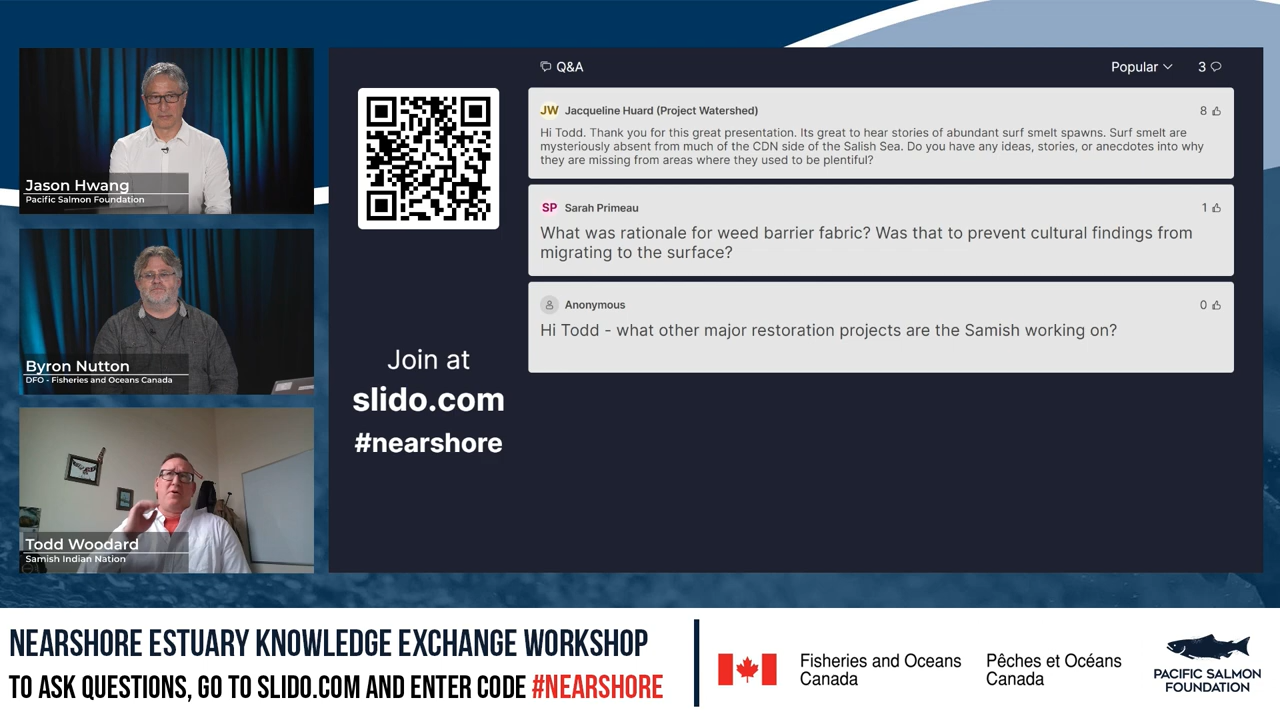 Jason Hwang
Pacific Salmon Foundation
Byron Nutton
DFO - Fisheries and Oceans Canada
Todd Woodard
Samish Indian Nation
Q&A
Popular
3
Join at
slido.com
#nearshore
JW Jacqueline Huard (Project Watershed)
8
Hi Todd. Thank you for this great presentation. Its great to hear stories of abundant surf smelt spawns. Surf smelt are
mysteriously absent from much of the CDN side of the Salish Sea. Do you have any ideas, stories, or anecdotes into why
they are missing from areas where they used to be plentiful?
SP Sarah Primeau
1
What was rationale for weed barrier fabric? Was that to prevent cultural findings from
migrating to the surface?
Anonymous
0
Hi Todd - what other major restoration projects are the Samish working on?
NEARSHORE ESTUARY KNOWLEDGE EXCHANGE WORKSHOP
TO ASK QUESTIONS, GO TO SLIDO.COM AND ENTER CODE #NEARSHORE
Fisheries and Oceans
Canada
Pêches et Océans
Canada
PACIFIC SALMON
FOUNDATION